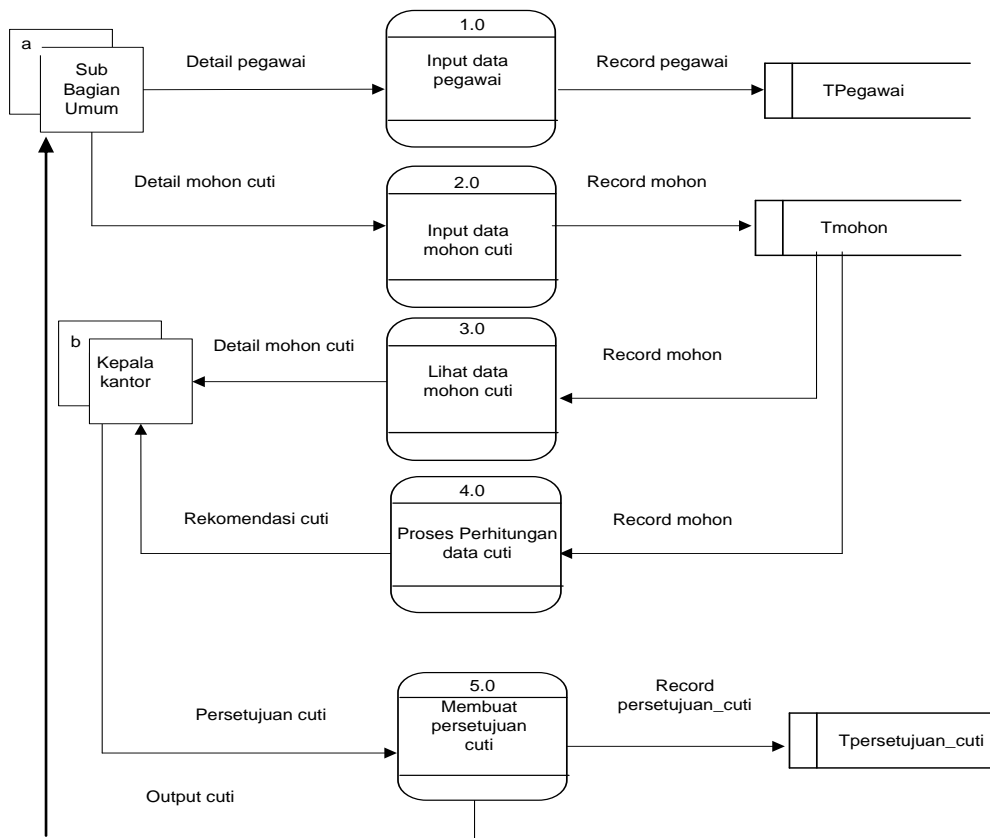 1.0
a
Sub
Bagian
Umum
Detail pegawai
Input data
pegawai
Record pegawai
TPegawai
Detail mohon cuti
2.0
Input data
mohon cuti
Record mohon
Tmohon
b
Kepala
kantor
Detail mohon cuti
3.0
Lihat data
mohon cuti
Record mohon
Rekomendasi cuti
4.0
Proses Perhitungan
data cuti
Record mohon
Persetujuan cuti
5.0
Membuat
persetujuan
cuti
Record
persetujuan_cuti
Tpersetujuan_cuti
Output cuti